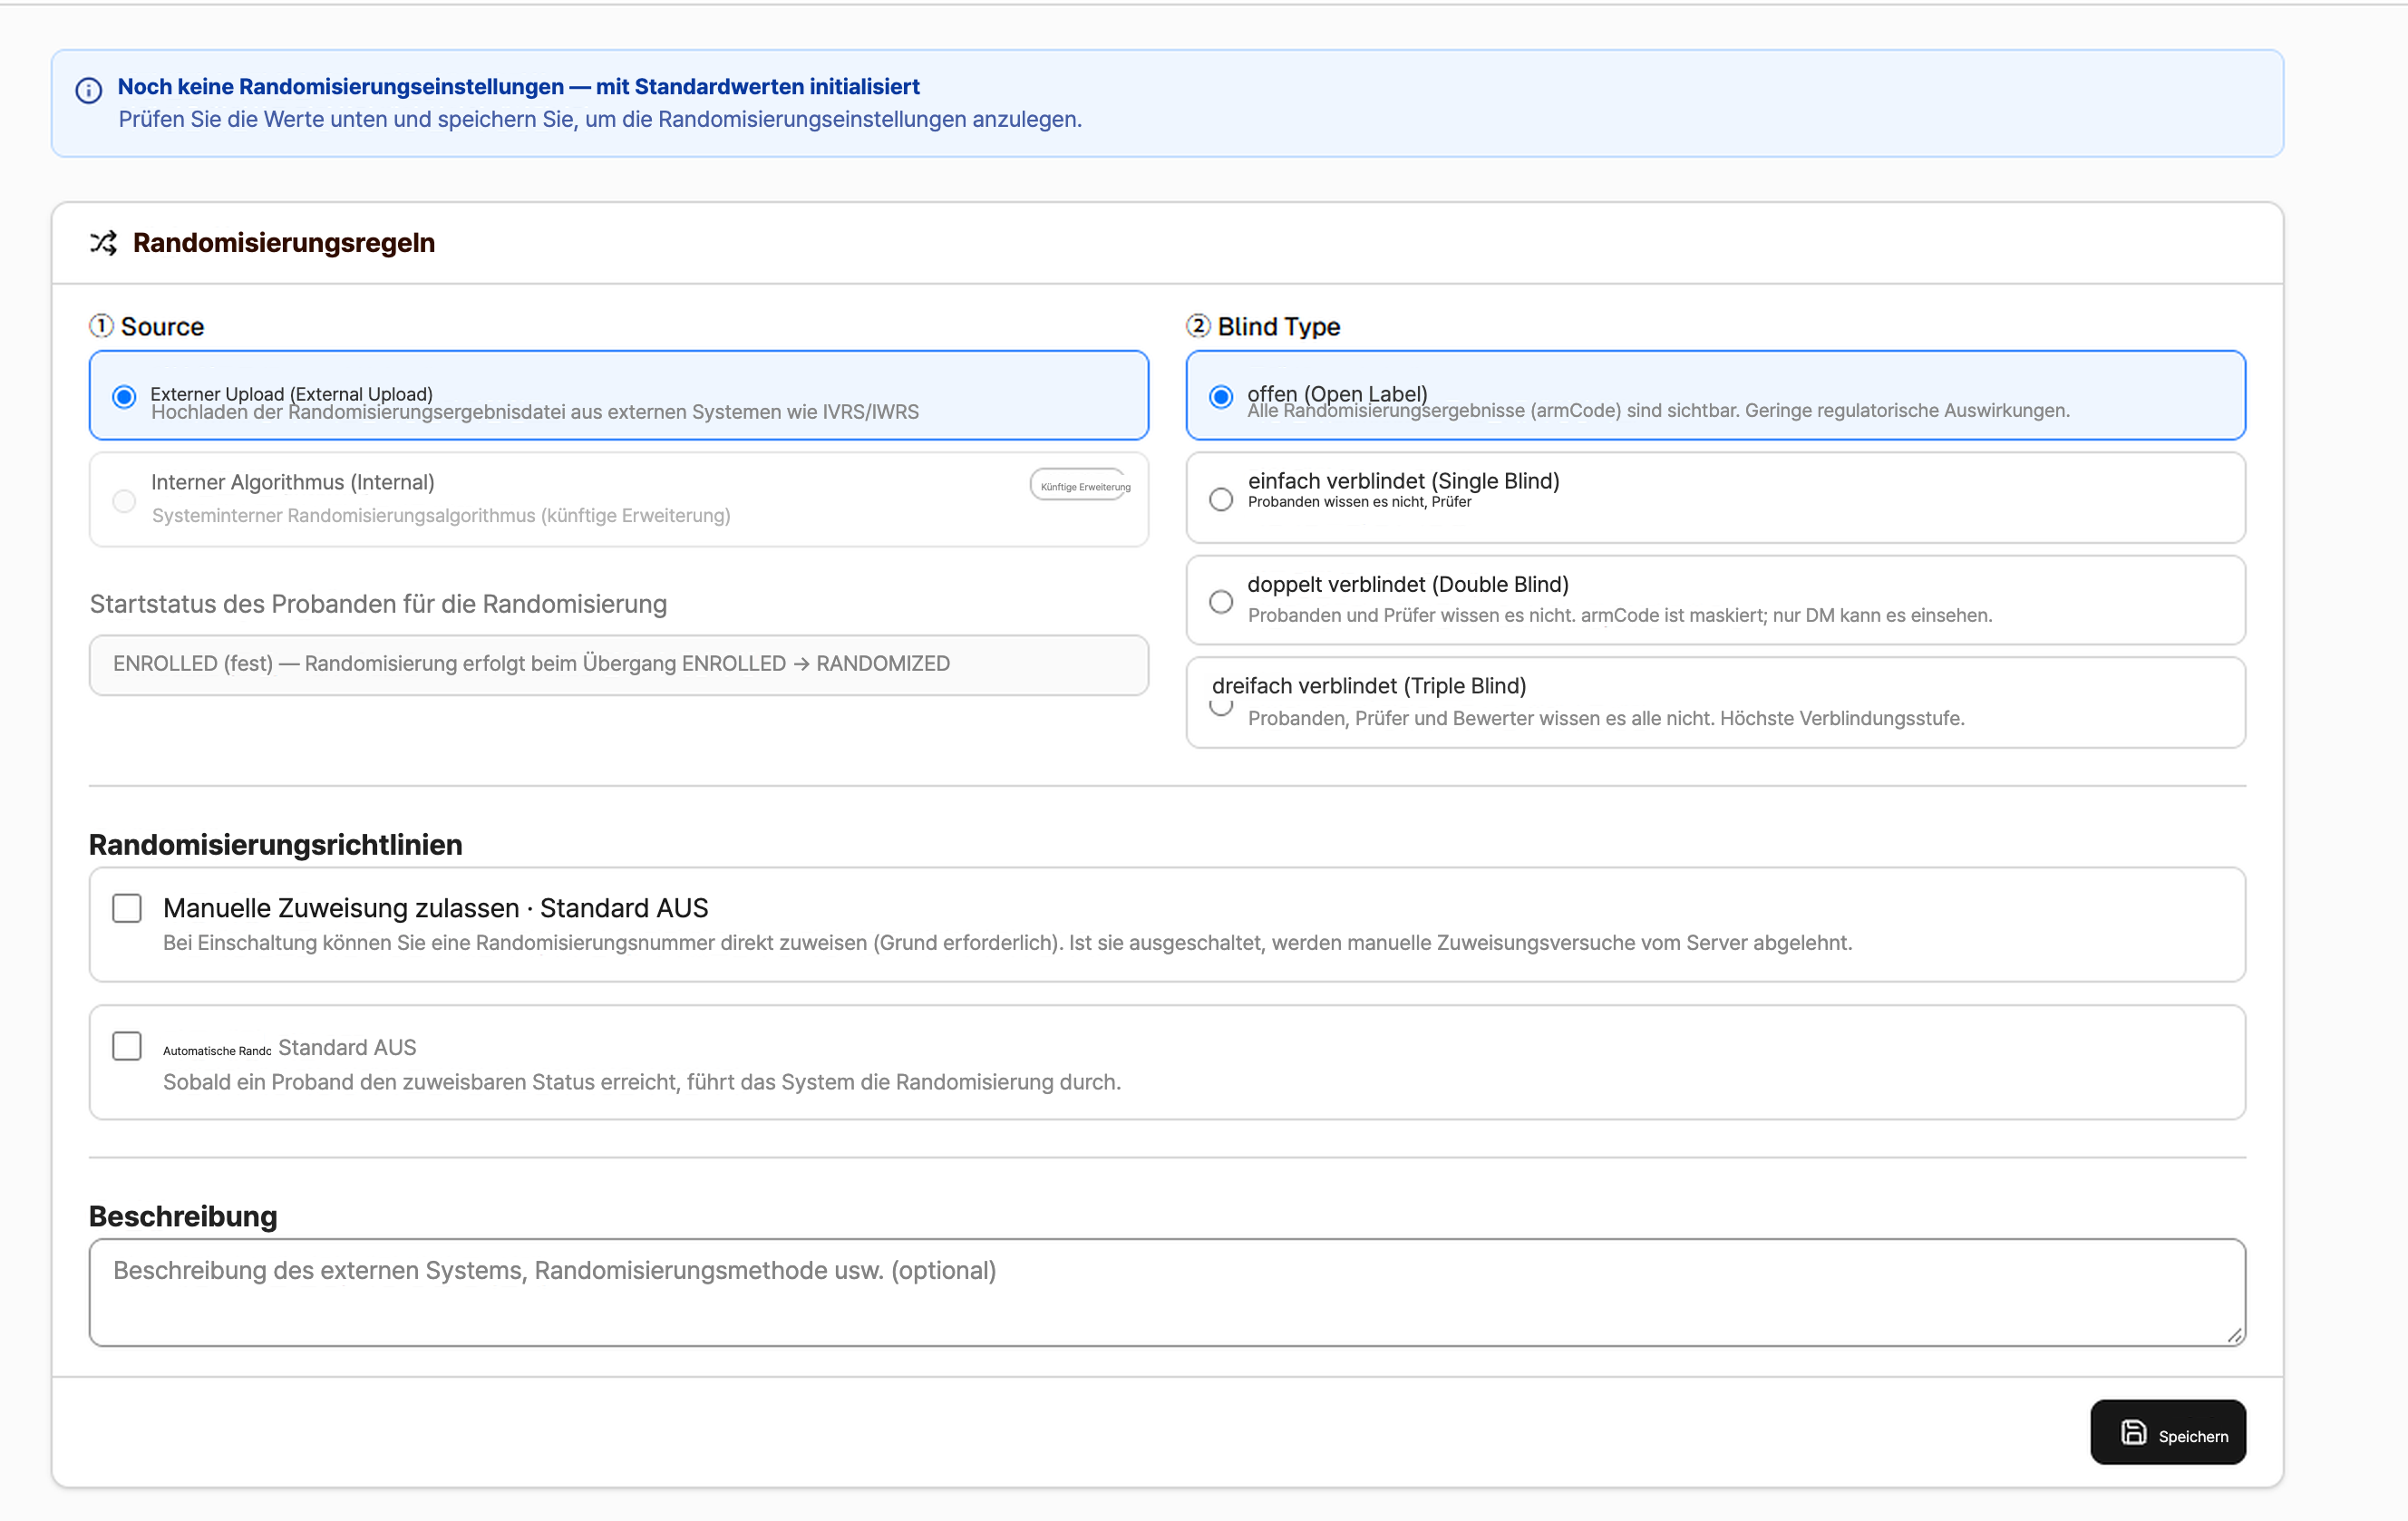 Noch keine Randomisierungseinstellungen — mit Standardwerten initialisiert
Prüfen Sie die Werte unten und speichern Sie, um die Randomisierungseinstellungen anzulegen.
Randomisierungsregeln
① Source
Externer Upload (External Upload)
Hochladen der Randomisierungsergebnisdatei aus externen Systemen wie IVRS/IWRS
Interner Algorithmus (Internal)
Künftige Erweiterung
Systeminterner Randomisierungsalgorithmus (künftige Erweiterung)
Startstatus des Probanden für die Randomisierung
ENROLLED (fest) — Randomisierung erfolgt beim Übergang ENROLLED → RANDOMIZED
② Blind Type
offen (Open Label)
Alle Randomisierungsergebnisse (armCode) sind sichtbar. Geringe regulatorische Auswirkungen.
einfach verblindet (Single Blind)
Probanden wissen es nicht, Prüfer
doppelt verblindet (Double Blind)
Probanden und Prüfer wissen es nicht. armCode ist maskiert; nur DM kann es einsehen.
dreifach verblindet (Triple Blind)
Probanden, Prüfer und Bewerter wissen es alle nicht. Höchste Verblindungsstufe.
Randomisierungsrichtlinien
Manuelle Zuweisung zulassen · Standard AUS
Bei Einschaltung können Sie eine Randomisierungsnummer direkt zuweisen (Grund erforderlich). Ist sie ausgeschaltet, werden manuelle Zuweisungsversuche vom Server abgelehnt.
Automatische Rando Standard AUS
Sobald ein Proband den zuweisbaren Status erreicht, führt das System die Randomisierung durch.
Beschreibung
Beschreibung des externen Systems, Randomisierungsmethode usw. (optional)
Speichern